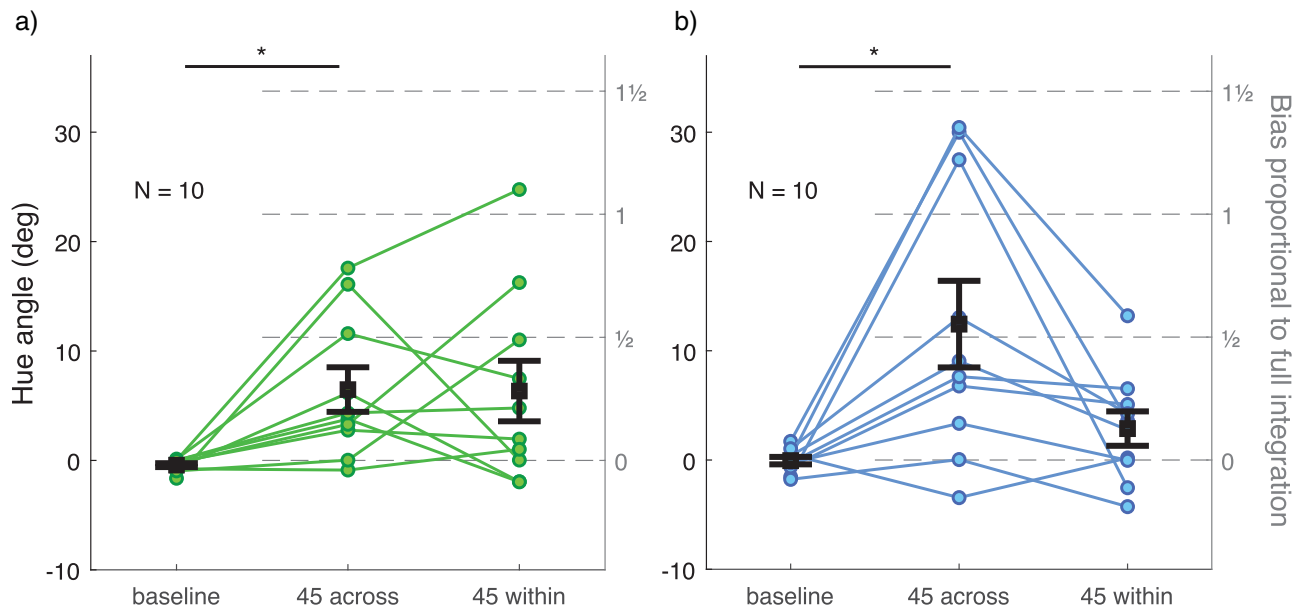 a)
*
1½
30
N = 10
20
1
10
½
0
0
-10
Hue angle (deg)
baseline
45 across
45 within
b)
*
1½
30
N = 10
20
1
10
½
0
0
-10
baseline
45 across
45 within
Bias proportional to full integration